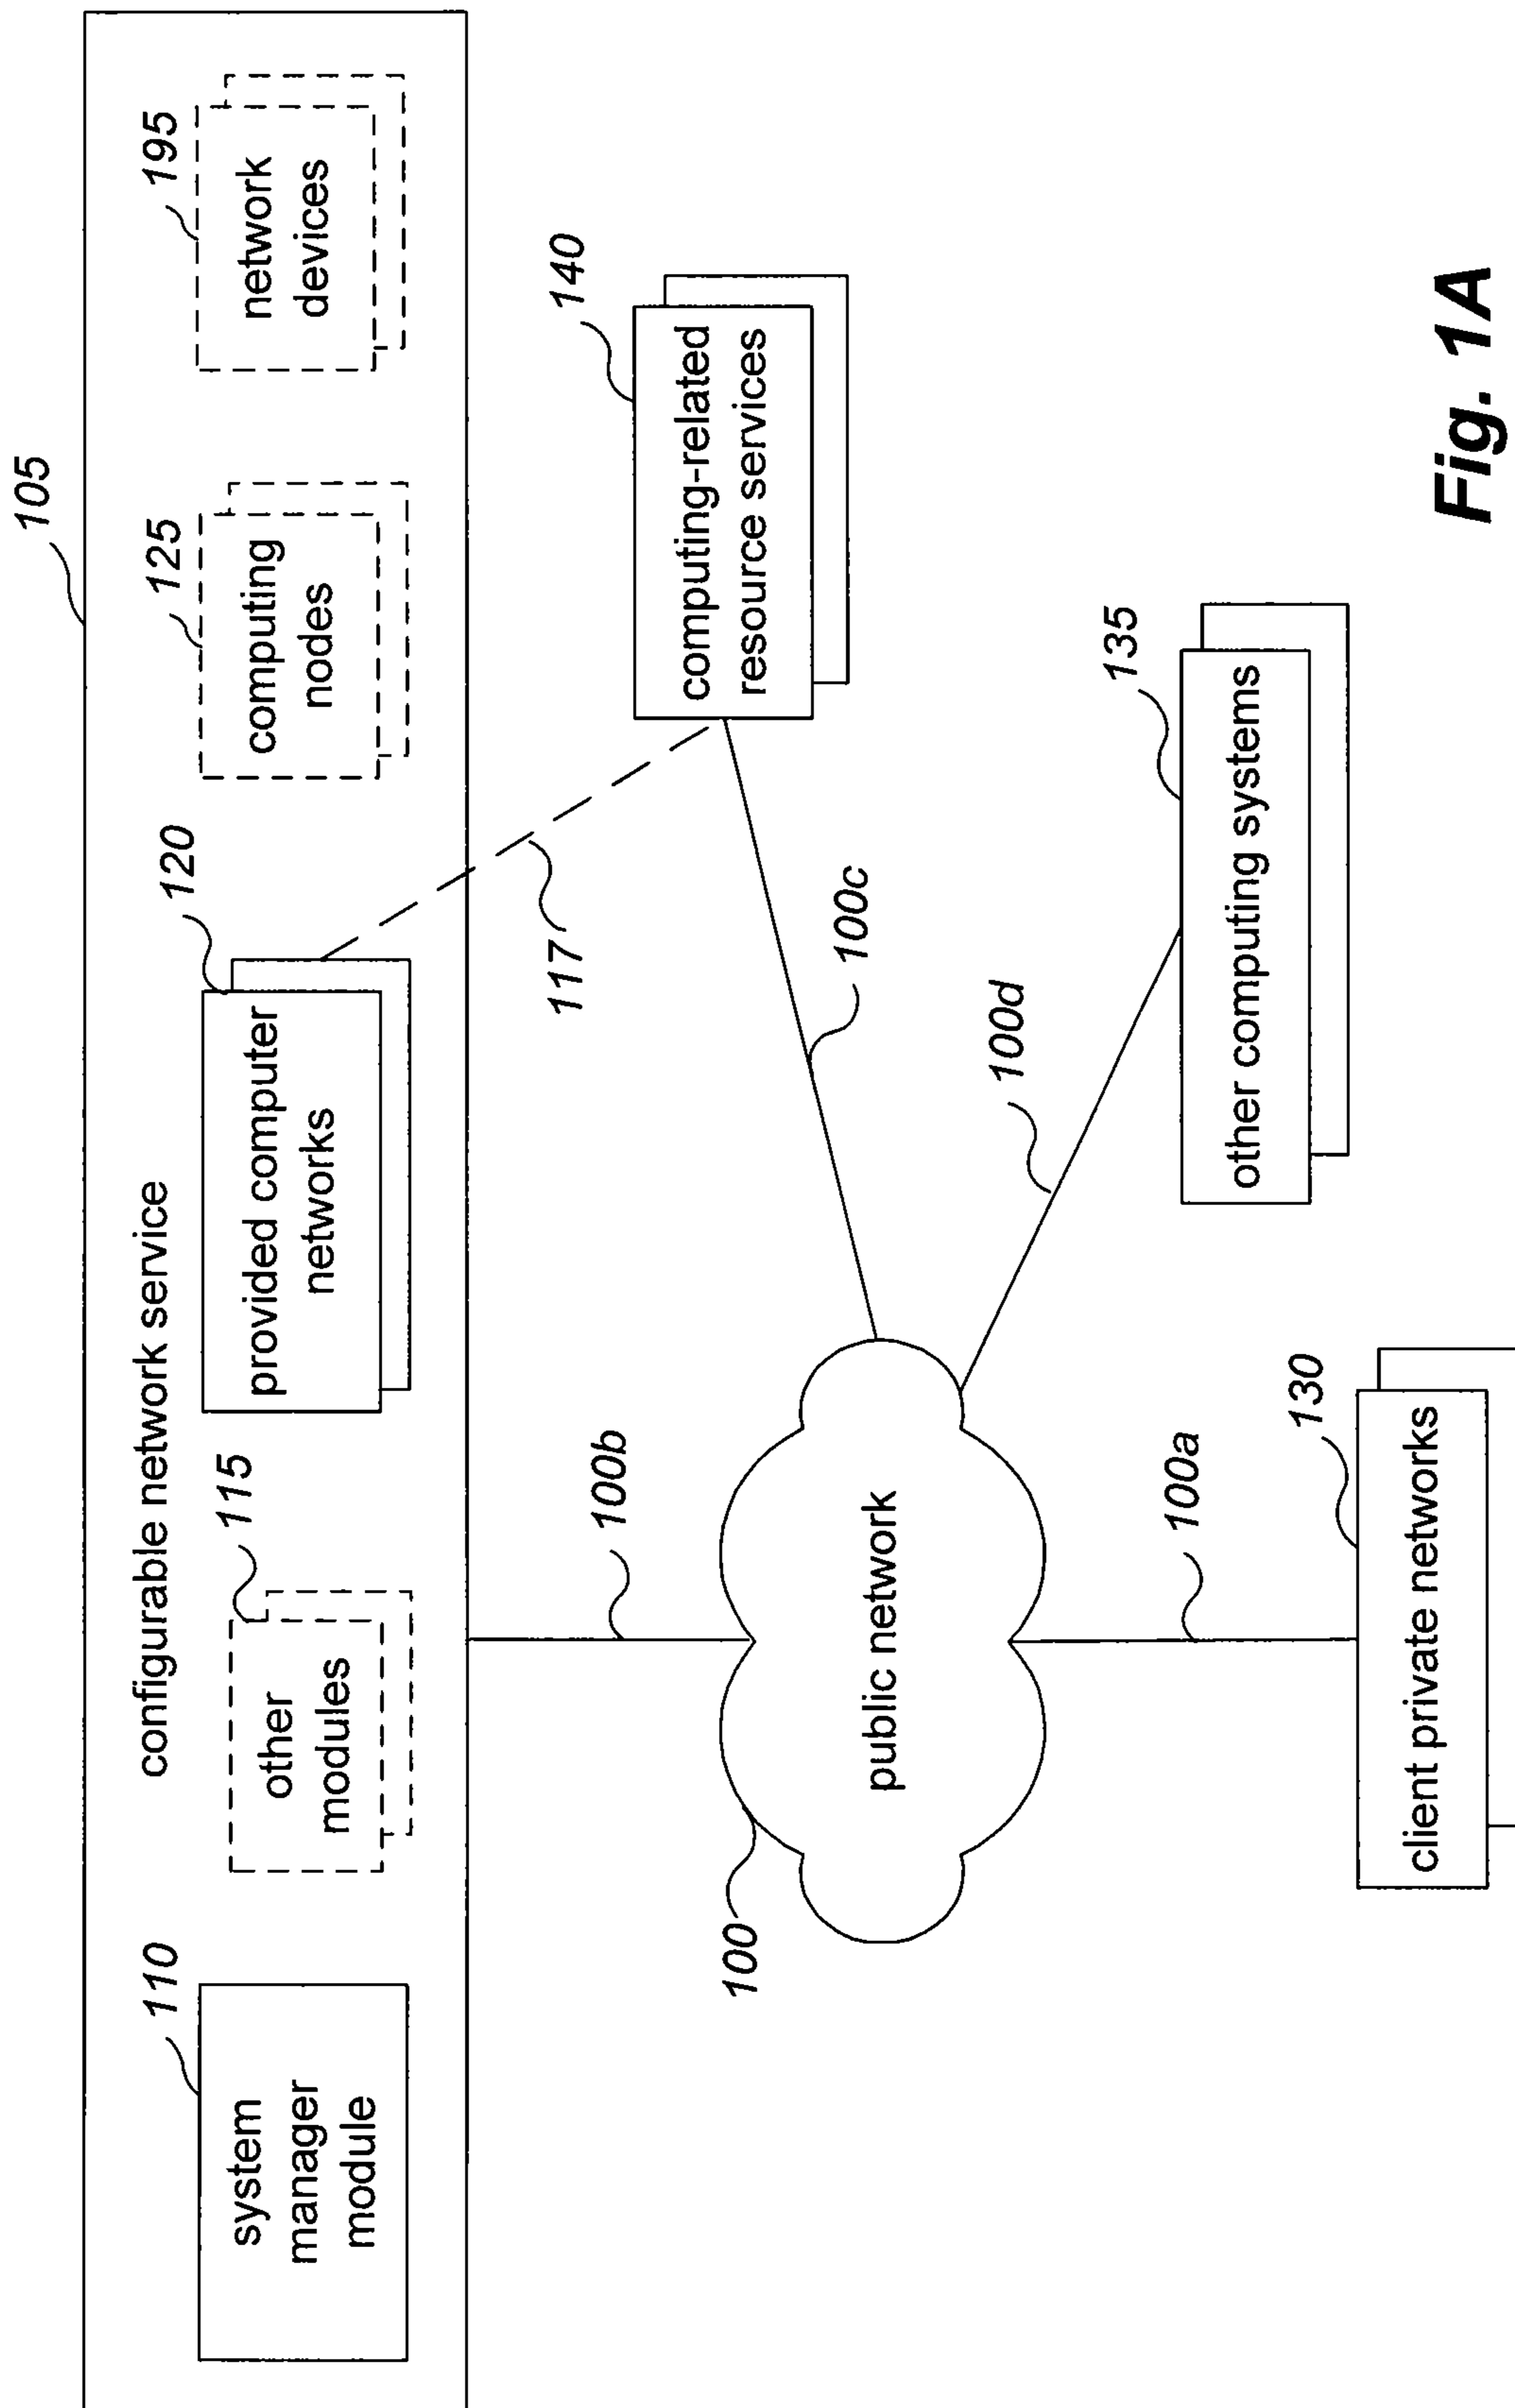 105
configurable network service
110
system
manager
module
115
other
modules
120
provided computer
networks
125
computing
nodes
195
network
devices
100b
117
140
computing-related
resource services
100
public network
100c
100d
135
other computing systems
100a
130
client private networks
Fig. 1A